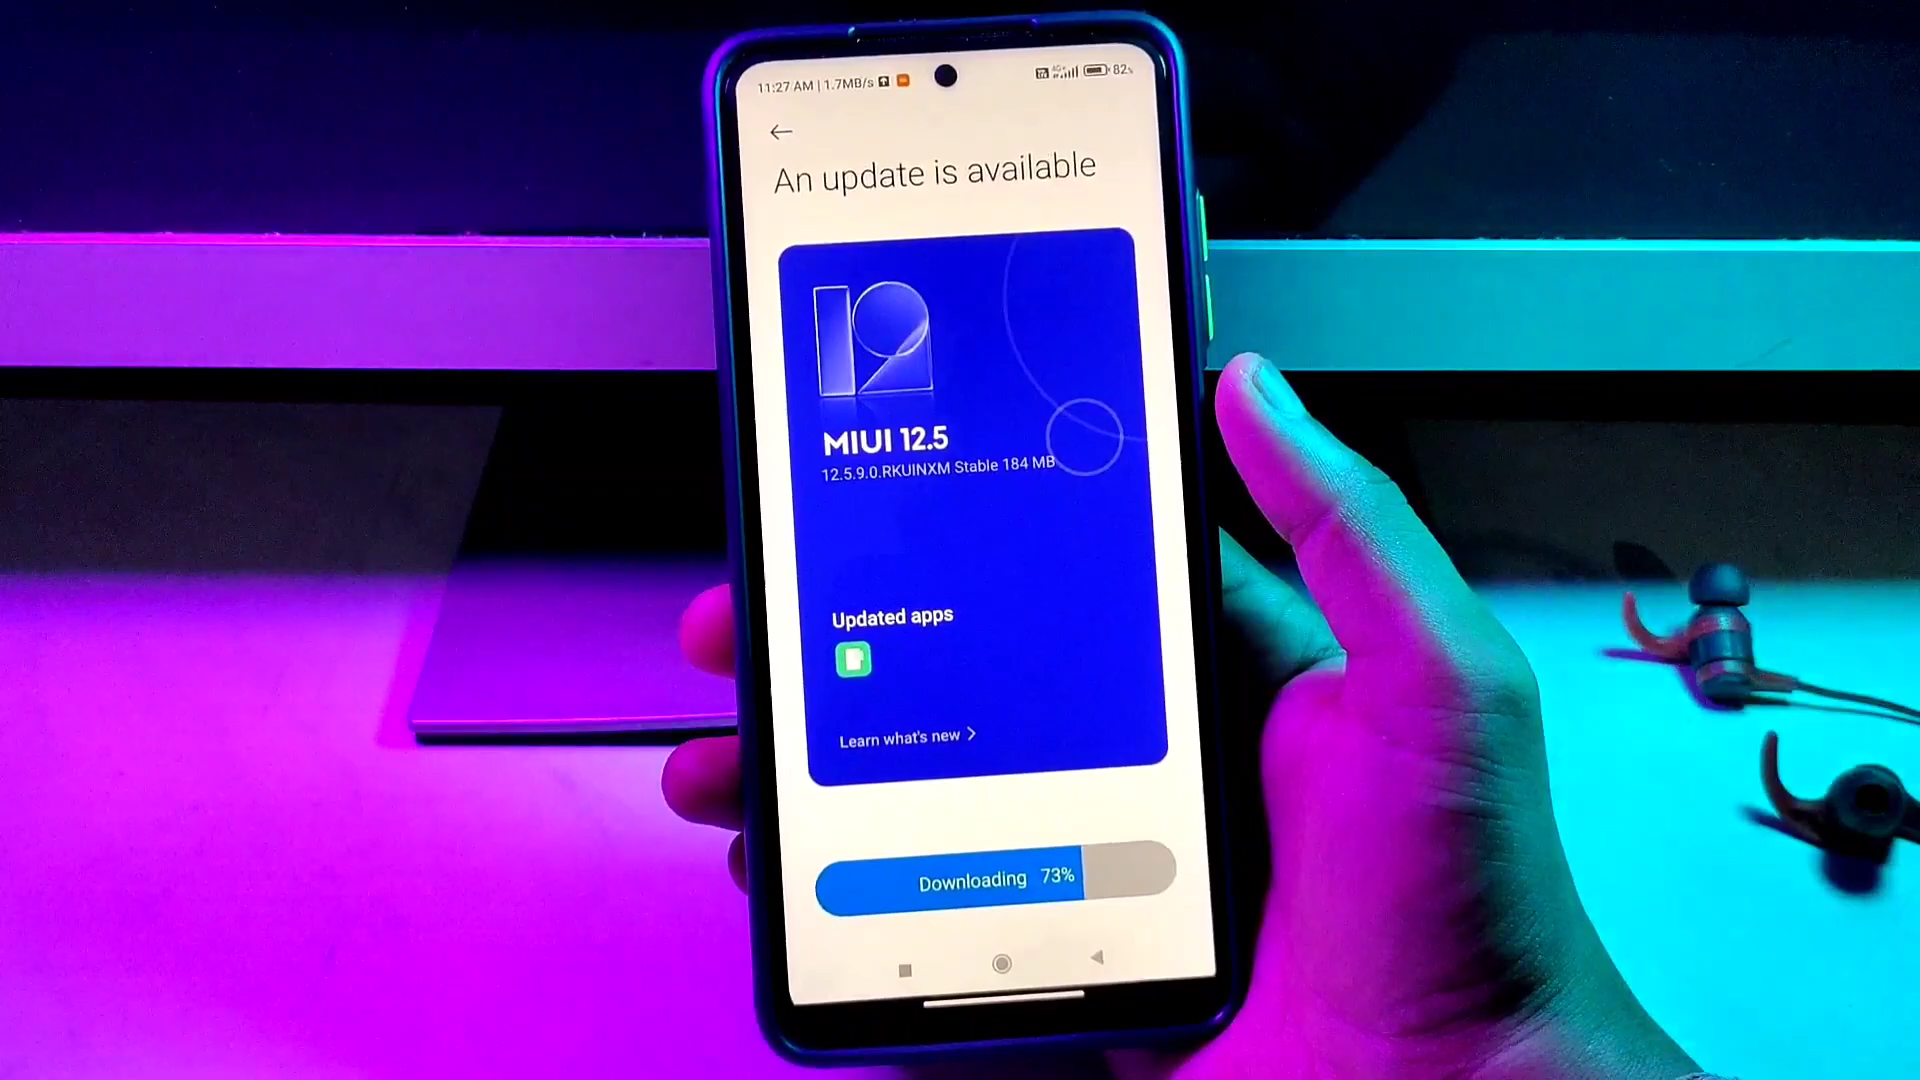 11:27 AM | 1.7MB/s
4G+ 82%
An update is available
12
MIUI 12.5
12.5.9.0.RKUINXM Stable 184 MB
Updated apps
Learn what's new >
Downloading 73%